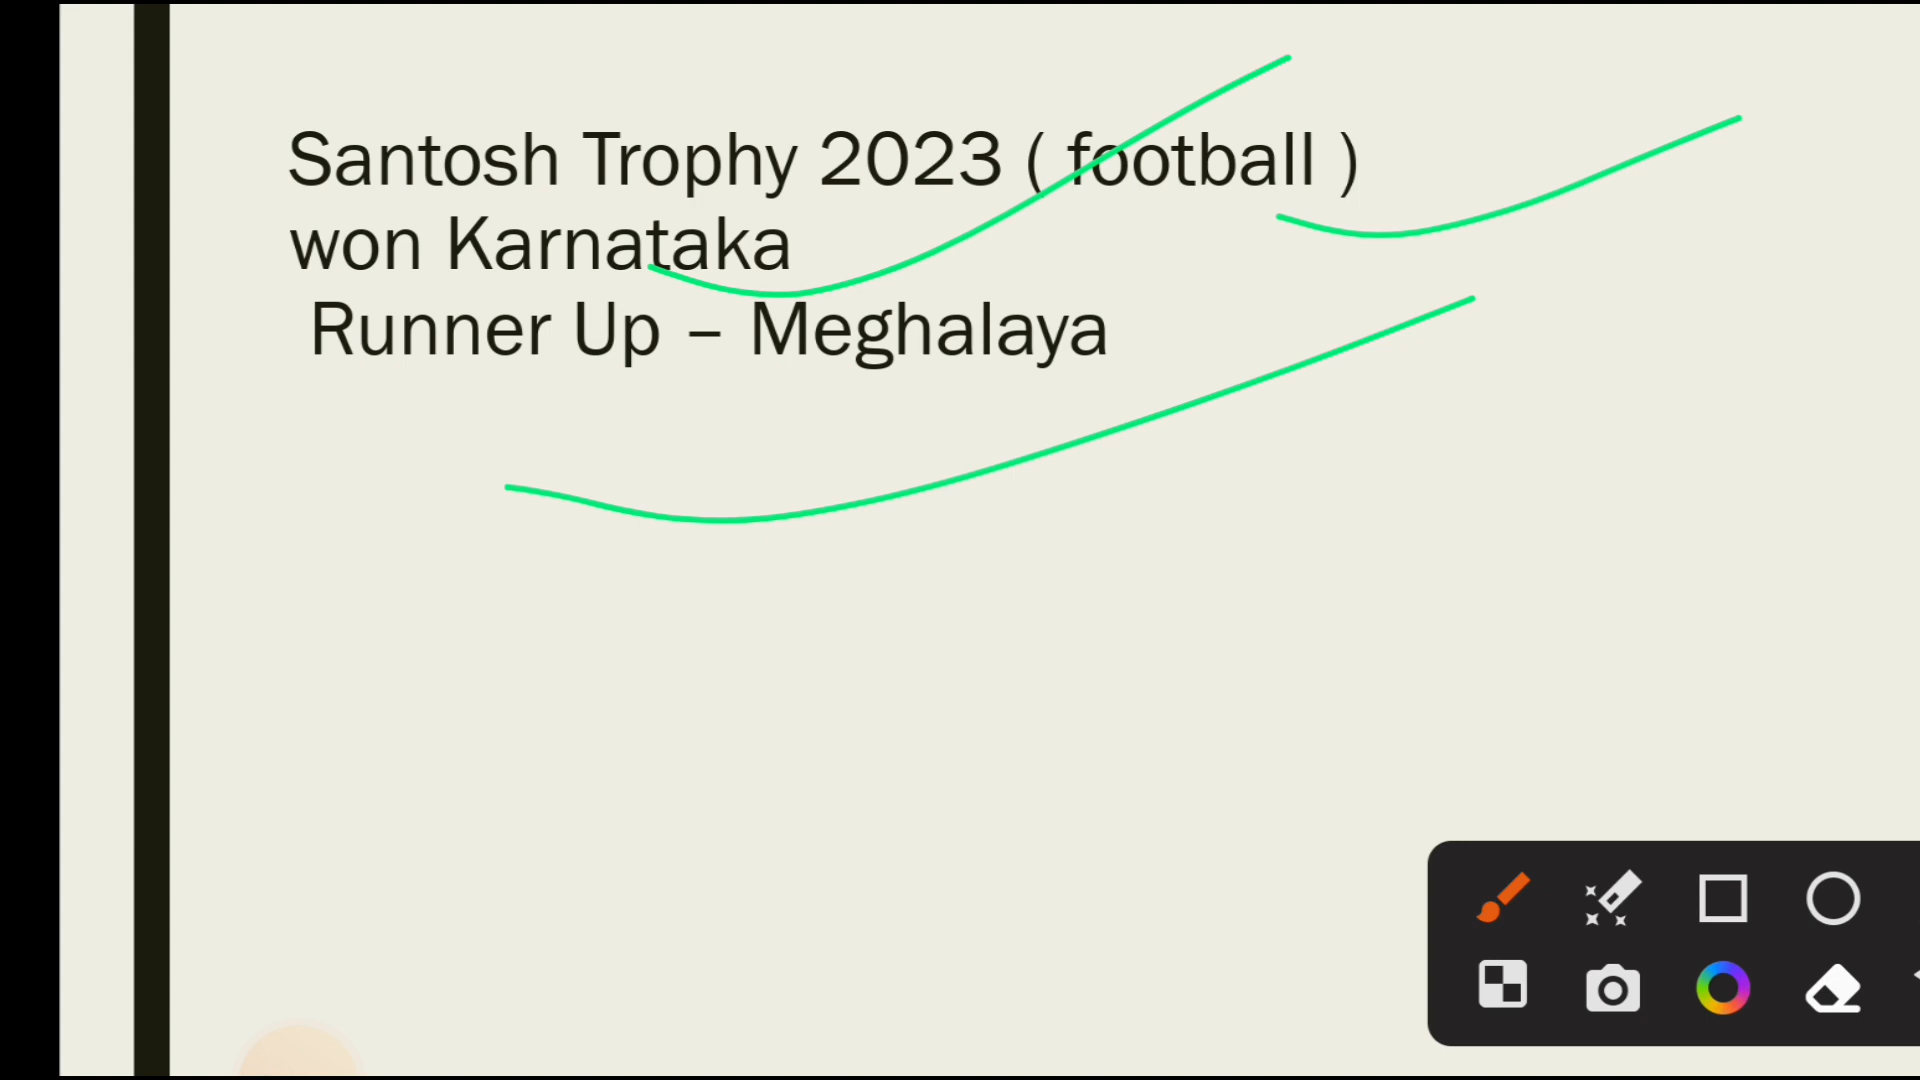 Santosh Trophy 2023 ( football )
won Karnataka
Runner Up – Meghalaya